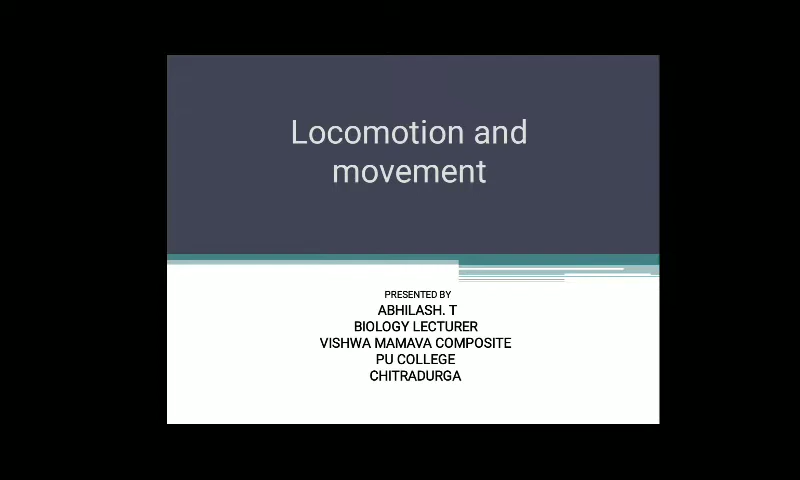 Locomotion and
movement
PRESENTED BY
ABHILASH. T
BIOLOGY LECTURER
VISHWA MAMAVA COMPOSITE
PU COLLEGE
CHITRADURGA